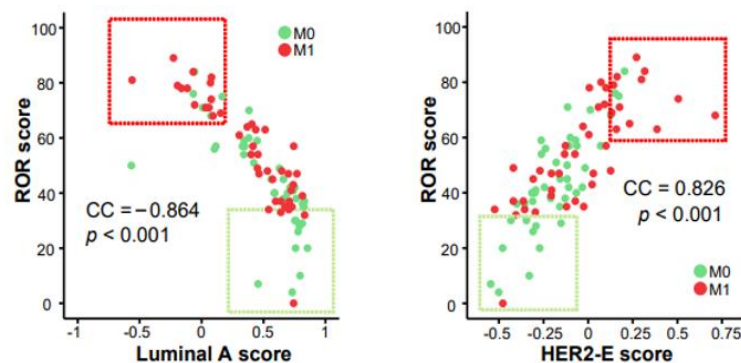 ROR score
100
80
60
40
20
0
M0
M1
CC = −0.864
p < 0.001
-1
-0.5
0
0.5
1
Luminal A score
ROR score
100
80
60
40
20
0
CC = 0.826
p < 0.001
M0
M1
-0.5
-0.25
0
0.25
0.5
0.75
HER2-E score